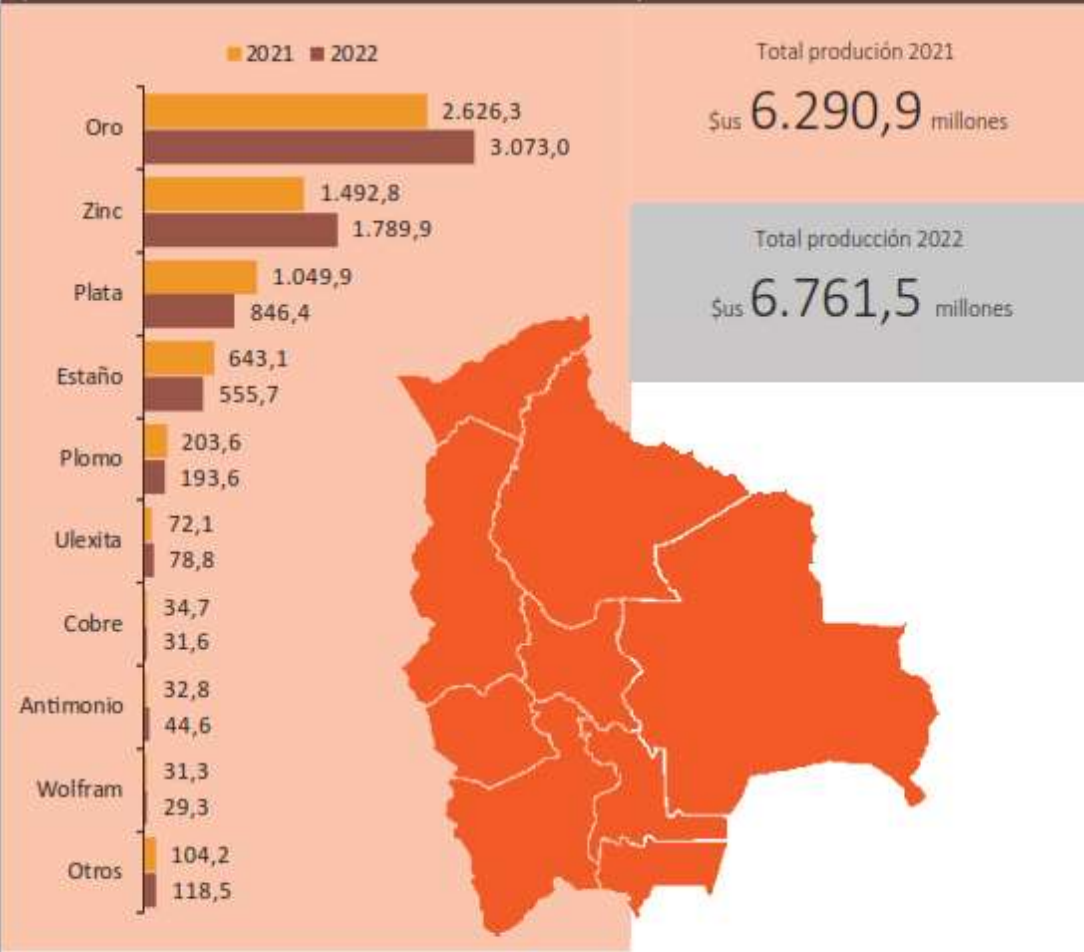 2021 2022
Oro
2.626,3
3.073,0
Zinc
1.492,8
1.789,9
Plata
1.049,9
846,4
Estaño
643,1
555,7
Plomo
203,6
193,6
Ulexita
72,1
78,8
Cobre
34,7
31,6
Antimonio
32,8
44,6
Wolfram
31,3
29,3
Otros
104,2
118,5
Total produción 2021
$us 6.290,9 millones
Total producción 2022
$us 6.761,5 millones